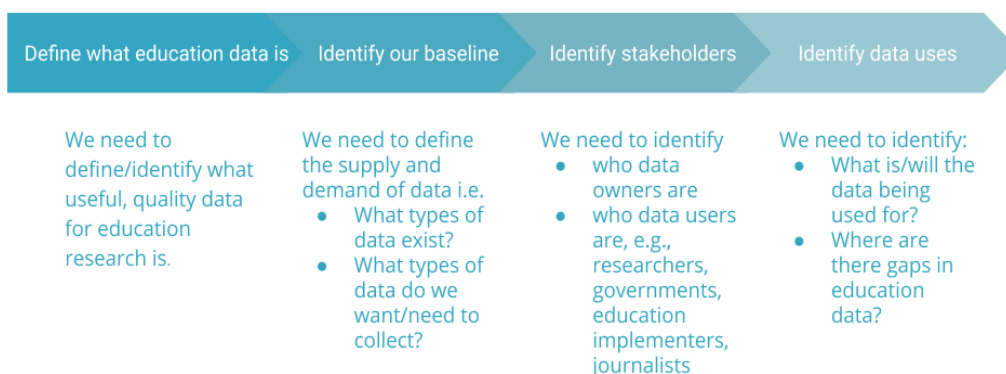 Define what education data is
Identify our baseline
Identify stakeholders
Identify data uses
We need to
define/identify what
useful, quality data
for education
research is.
We need to define
the supply and
demand of data i.e.
● What types of
data exist?
● What types of
data do we
want/need to
collect?
We need to identify
● who data
owners are
● who data users
are, e.g.,
researchers,
governments,
education
implementers,
journalists
We need to identify:
● What is/will the
data being
used for?
● Where are
there gaps in
education
data?